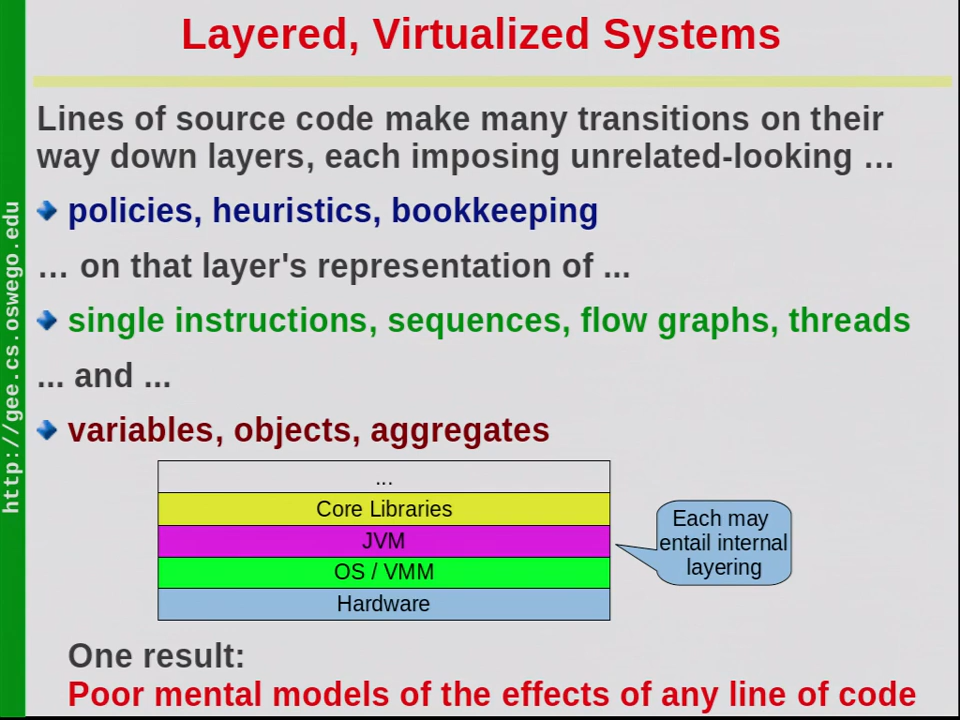 Layered, Virtualized Systems
Lines of source code make many transitions on their
way down layers, each imposing unrelated-looking …
policies, heuristics, bookkeeping
… on that layer's representation of ...
single instructions, sequences, flow graphs, threads
... and ...
variables, objects, aggregates
...
Core Libraries
JVM
OS / VMM
Hardware
Each may
entail internal
layering
One result:
Poor mental models of the effects of any line of code
http://gee.cs.oswego.edu